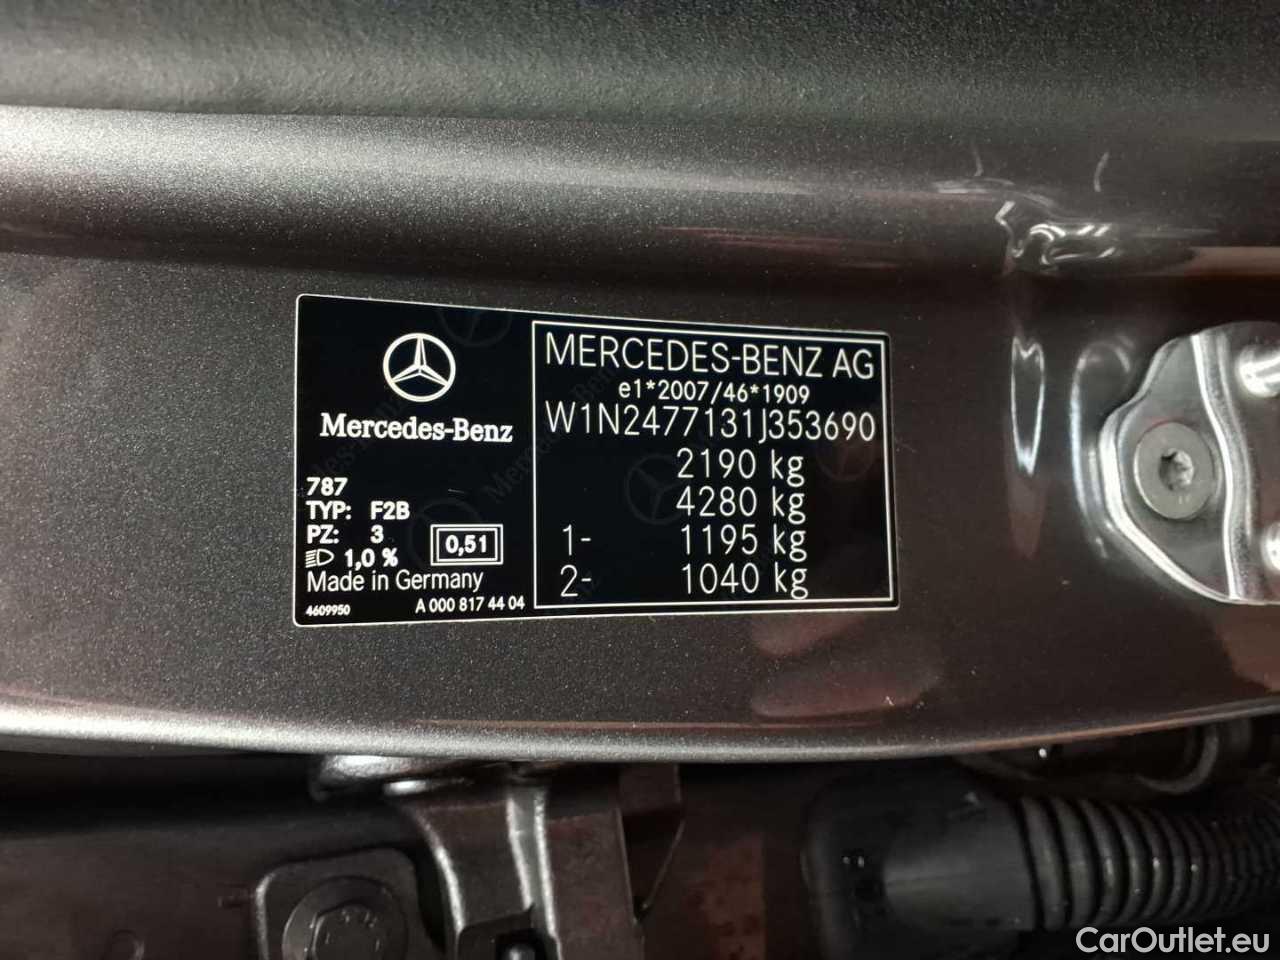 Mercedes-Benz
787
TYP: F2B
PZ: 3
1,0 %
0,51
Made in Germany
4609950 A 000 817 44 04
MERCEDES-BENZ AG
e1*2007/46*1909
W1N2477131J353690
2190 kg
4280 kg
1- 1195 kg
2- 1040 kg
CarOutlet.eu